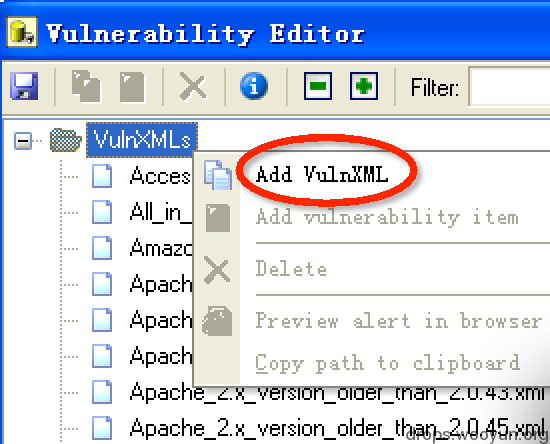 Vulnerability Editor
Filter:
VulnXMLs
Add VulnXML
Acces
All_in_
Add vulnerability item
Amazo
Delete
Apach
Apach
Preview alert in browser
Apach
Copy path to clipboard
Apache_2.x_version_older_than_2.0.43.xml
Apache_2.x_version_older_than_2.0.45.xml
drops.wooyun.org